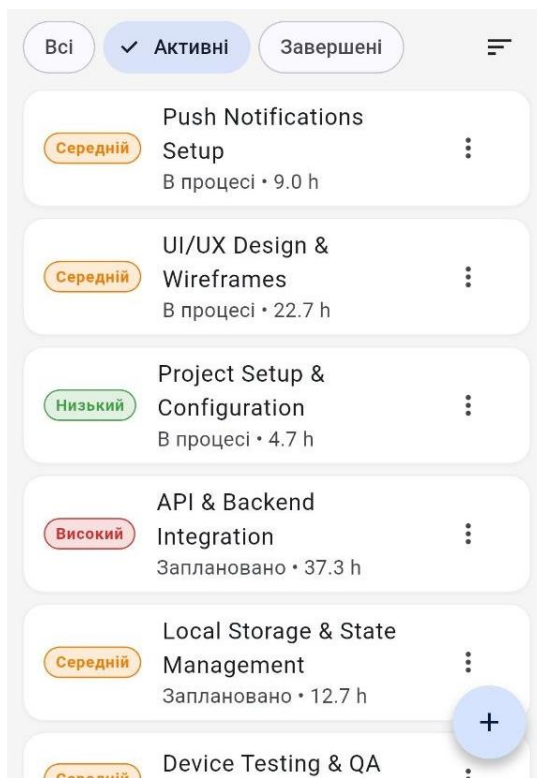 Всі
Активні
Завершені
Push Notifications
Середній
Setup
В процесі • 9.0 h
UI/UX Design &
Середній
Wireframes
В процесі • 22.7 h
Project Setup &
Низький
Configuration
В процесі • 4.7 h
API & Backend
Високий
Integration
Заплановано • 37.3 h
Local Storage & State
Середній
Management
Заплановано • 12.7 h
+
Device Testing & QA
Середній